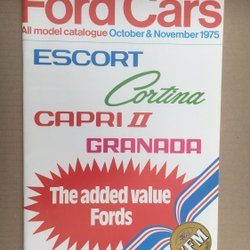 Ford Cars
All model catalogue October & November 1975
ESCORT
Cortina
CAPRI II
GRANADA
The added value
Fords